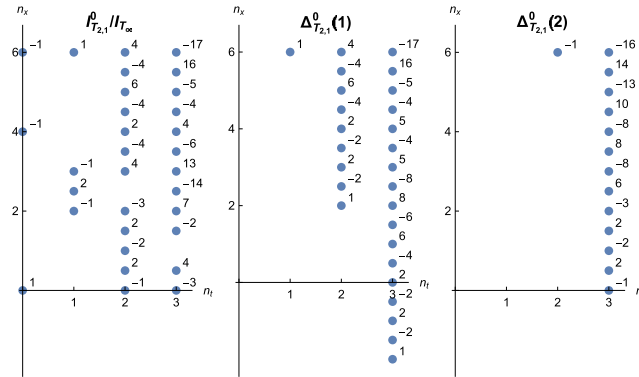 n_x
I^0_{T_{2,1}}/I_{T_∞}
6 −1 1 4 −17
−4 16
6 −5
−4 −4
4 −1 2 4
−4 −6
−1 4 13
2 −14
2 −1 −3 7
2 −2
−2
2 4
1 −1 −3 n_t
1 2 3
n_x
Δ^0_{T_{2,1}}(1)
6 1 4 −17
−4 16
6 −5
−4 −4
4 2 5
−2 −4
2 5
−2 −8
2 1 8
−6
6
−4
2 n_t
1 2 3
−2
2
−2
1
n_x
Δ^0_{T_{2,1}}(2)
6 −1 −16
14
−13
10
4 −8
8
−8
6
2 −3
2
−2
2
−1
1 2 3